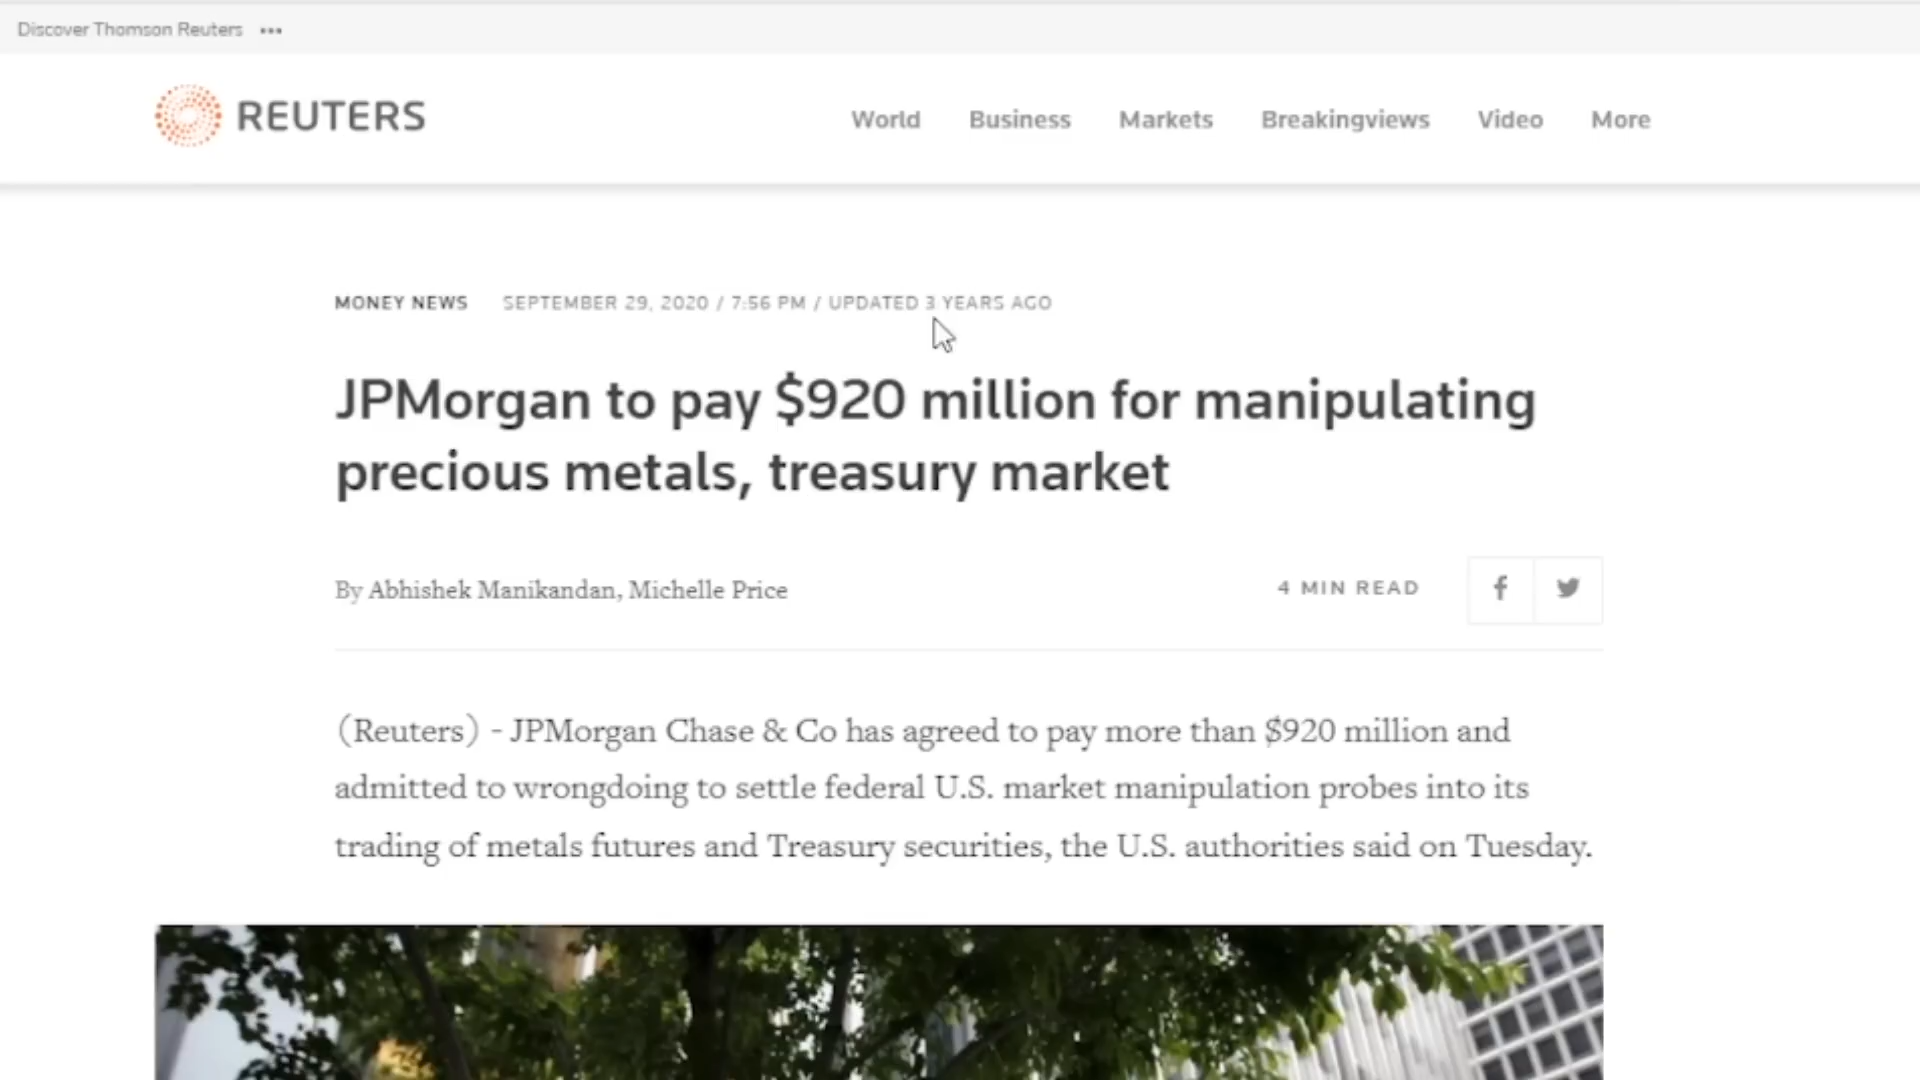 Discover Thomson Reuters •••
REUTERS
World Business Markets Breakingviews Video More
MONEY NEWS SEPTEMBER 29, 2020 / 7:56 PM / UPDATED 3 YEARS AGO
JPMorgan to pay $920 million for manipulating
precious metals, treasury market
By Abhishek Manikandan, Michelle Price
4 MIN READ
(Reuters) - JPMorgan Chase & Co has agreed to pay more than $920 million and
admitted to wrongdoing to settle federal U.S. market manipulation probes into its
trading of metals futures and Treasury securities, the U.S. authorities said on Tuesday.